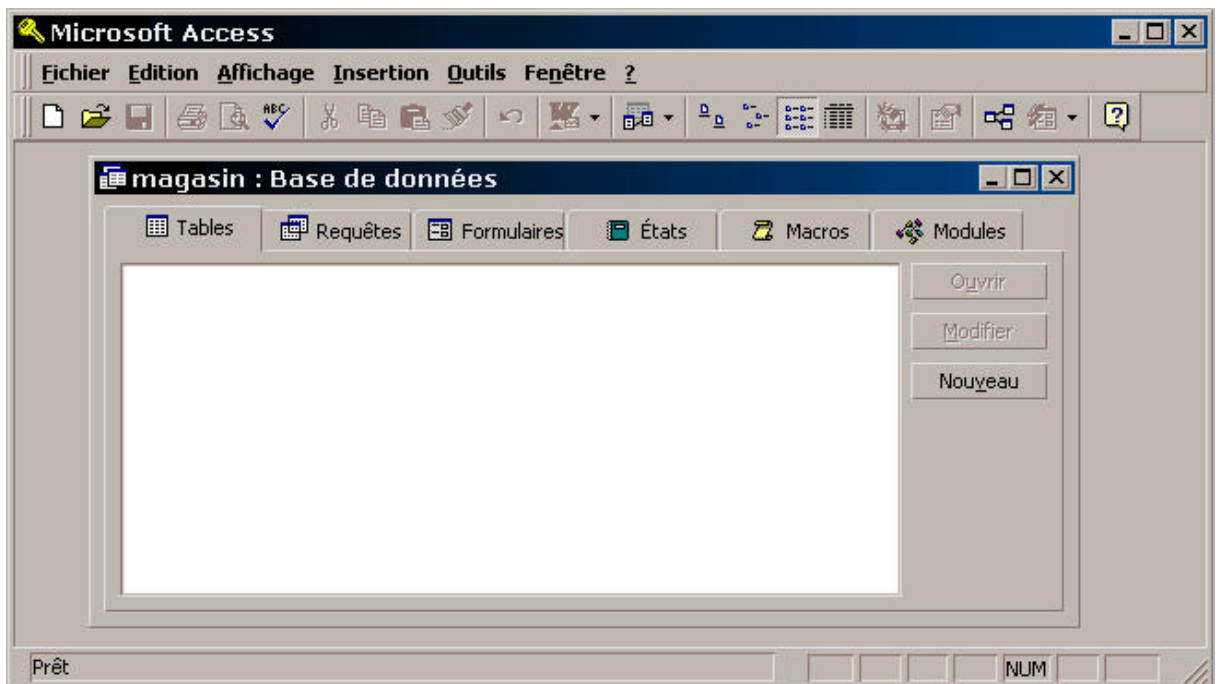 Microsoft Access
Fichier Edition Affichage Insertion Outils Fenêtre ?
ABC
magasin : Base de données
Tables Requêtes Formulaires États Macros Modules
Ouvrir
Modifier
Nouveau
Prêt NUM